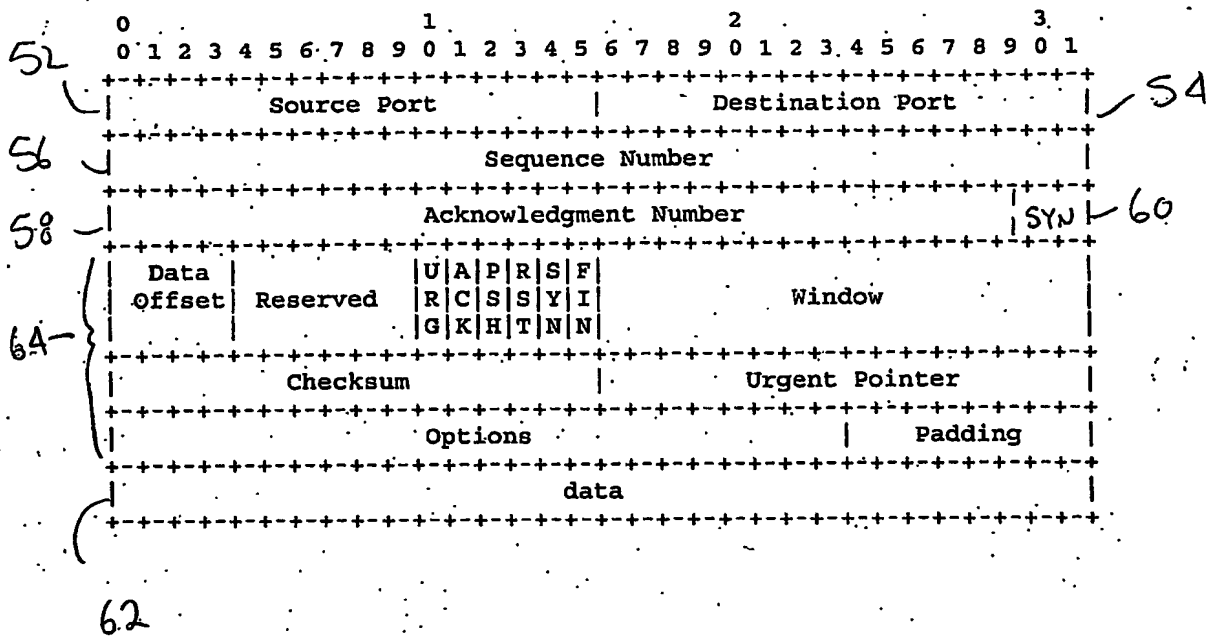 0 1 2 3
0 1 2 3 4 5 6 7 8 9 0 1 2 3 4 5 6 7 8 9 0 1 2 3 4 5 6 7 8 9 0 1
52
+-+-+-+-+-+-+-+-+-+-+-+-+-+-+-+-+-+-+-+-+-+-+-+-+-+-+-+-+-+-+-+-+
| Source Port | Destination Port | 54
+-+-+-+-+-+-+-+-+-+-+-+-+-+-+-+-+-+-+-+-+-+-+-+-+-+-+-+-+-+-+-+-+
56 | Sequence Number |
+-+-+-+-+-+-+-+-+-+-+-+-+-+-+-+-+-+-+-+-+-+-+-+-+-+-+-+-+-+-+-+-+
58 | Acknowledgment Number | SYN | 60
+-+-+-+-+-+-+-+-+-+-+-+-+-+-+-+-+-+-+-+-+-+-+-+-+-+-+-+-+-+-+-+-+
| Data | |U|A|P|R|S|F| |
| Offset| Reserved |R|C|S|S|Y|I| Window |
64 | | |G|K|H|T|N|N| |
+-+-+-+-+-+-+-+-+-+-+-+-+-+-+-+-+-+-+-+-+-+-+-+-+-+-+-+-+-+-+-+-+
| Checksum | Urgent Pointer |
+-+-+-+-+-+-+-+-+-+-+-+-+-+-+-+-+-+-+-+-+-+-+-+-+-+-+-+-+-+-+-+-+
| Options | Padding |
+-+-+-+-+-+-+-+-+-+-+-+-+-+-+-+-+-+-+-+-+-+-+-+-+-+-+-+-+-+-+-+-+
| data |
+-+-+-+-+-+-+-+-+-+-+-+-+-+-+-+-+-+-+-+-+-+-+-+-+-+-+-+-+-+-+-+-+
62